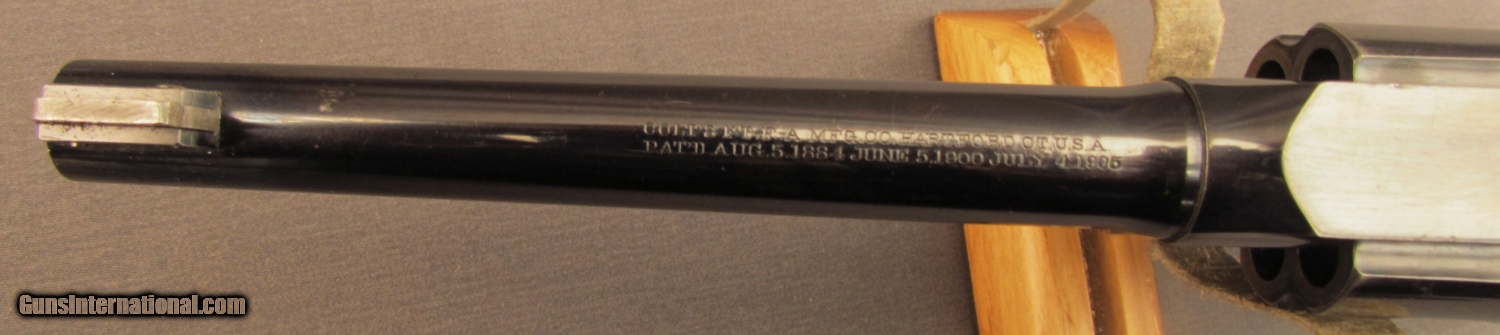 COLT'S PT. F. A. MFG. CO. HARTFORD, CT. U.S.A.
PAT'D AUG. 5, 1884 JUNE 5, 1900 JULY 4, 1905
GunsInternational.com